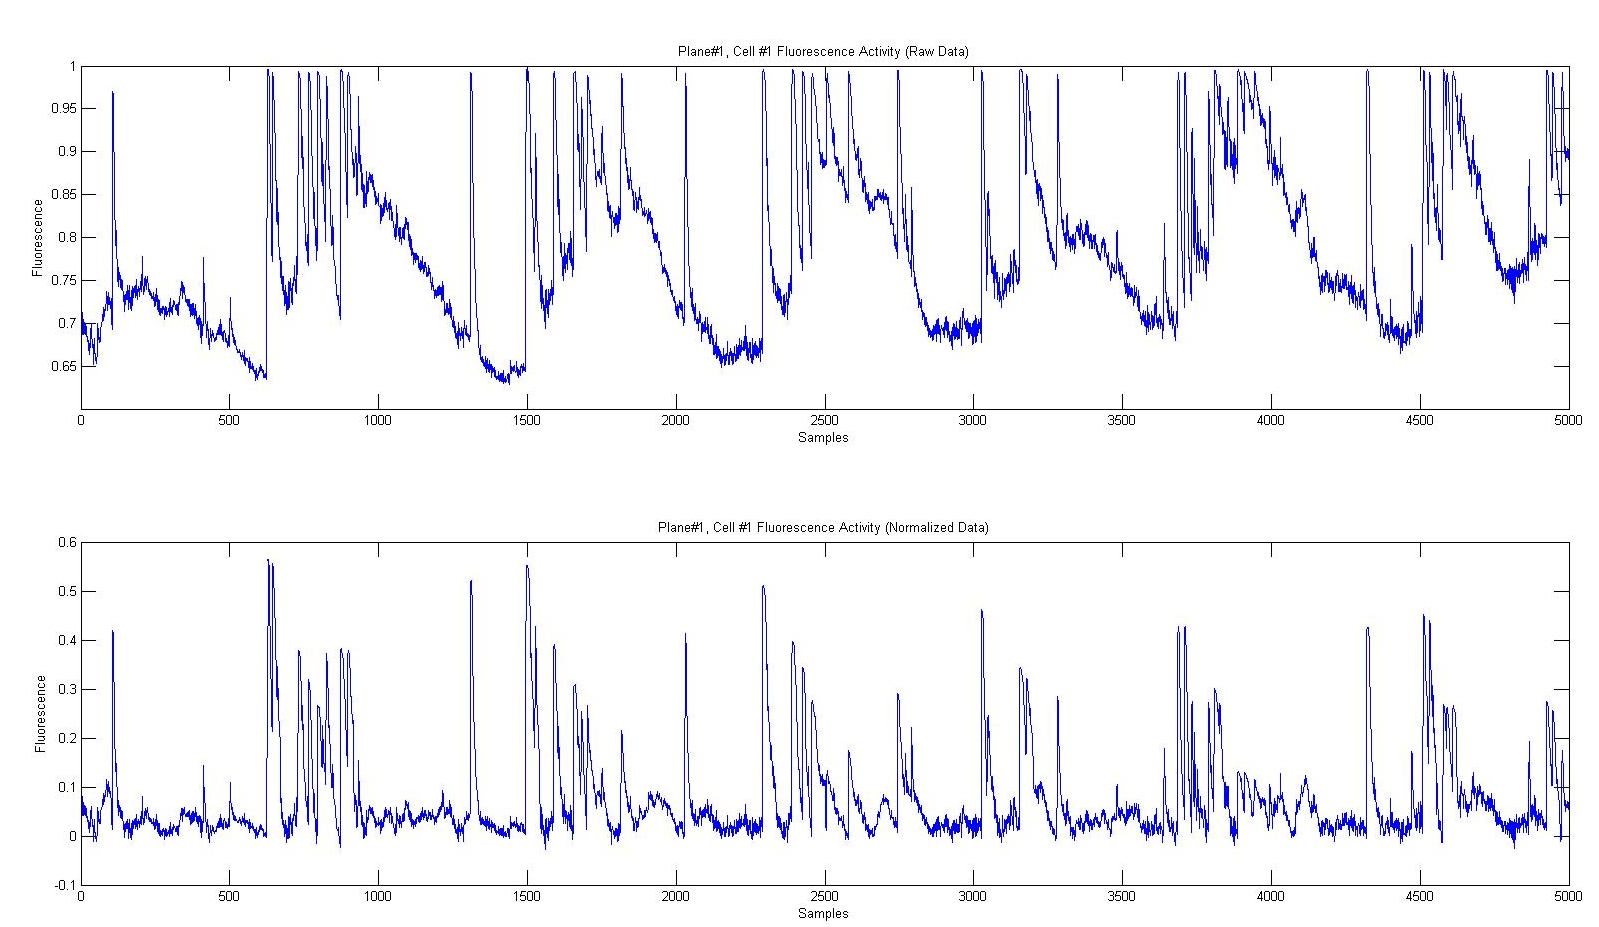 Plane#1, Cell #1 Fluorescence Activity (Raw Data)
1
0.95
0.9
0.85
0.8
0.75
0.7
0.65
Fluorescence
0 500 1000 1500 2000 2500 3000 3500 4000 4500 5000
Samples
Plane#1, Cell #1 Fluorescence Activity (Normalized Data)
0.6
0.5
0.4
0.3
0.2
0.1
0
-0.1
Fluorescence
0 500 1000 1500 2000 2500 3000 3500 4000 4500 5000
Samples